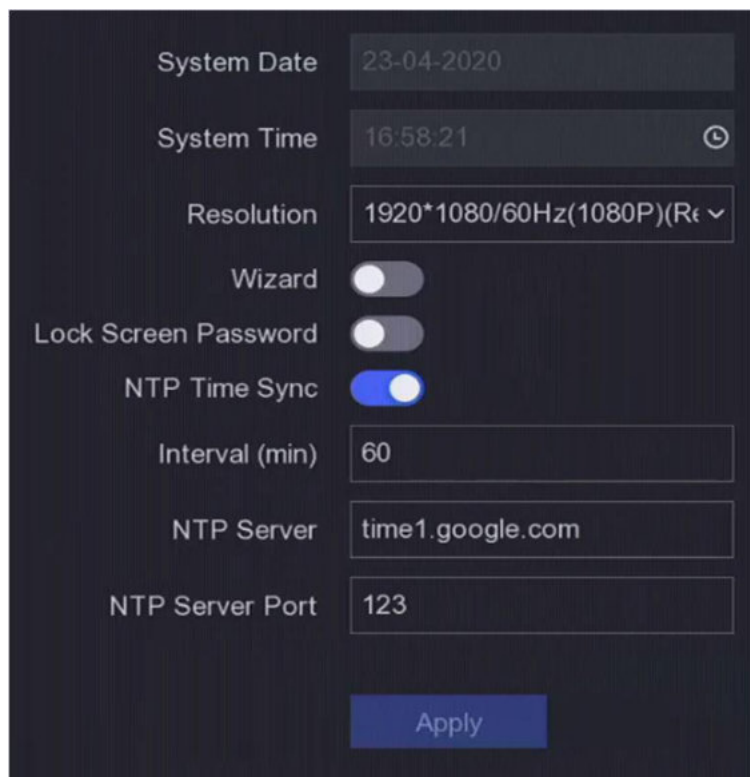 System Date 23-04-2020
System Time 16:58:21
Resolution 1920*1080/60Hz(1080P)(Re
Wizard
Lock Screen Password
NTP Time Sync
Interval (min) 60
NTP Server time1.google.com
NTP Server Port 123
Apply